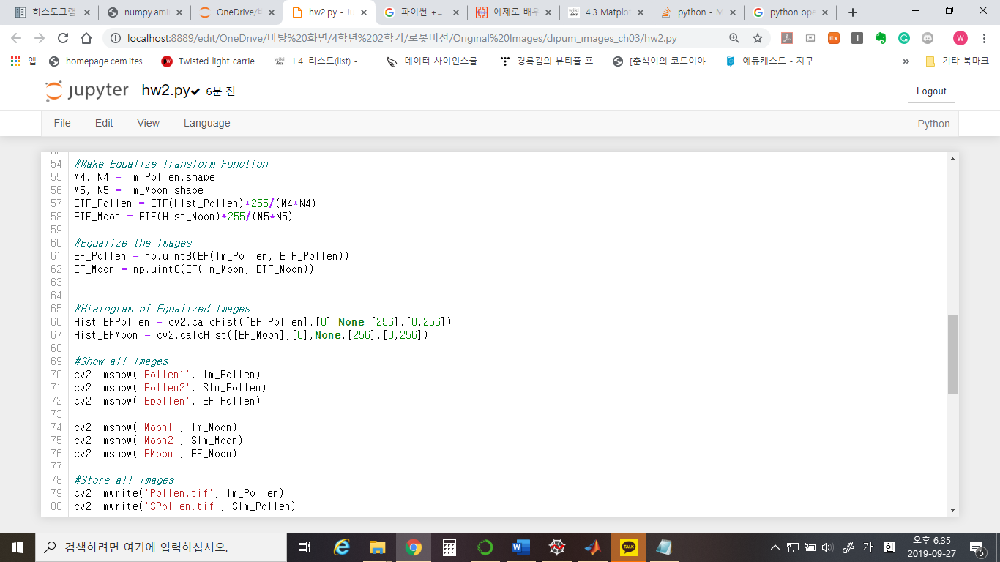 히스토그램
numpy.ami
OneDrive/ㅂ
hw2.py - Ju
파이썬 +=
예제로 배우
4.3 Matplot
python - M
python ope
localhost:8889/edit/OneDrive/바탕%20화면/4학년%202학기/로봇비전/Original%20Images/dipum_images_ch03/hw2.py
앱
homepage.cem.ites...
Twisted light carrie...
1.4. 리스트(list) -...
데이터 사이언스를...
경록김의 뷰티풀 프...
[춘식이의 코드이야...
에듀캐스트 - 지구...
»
기타 북마크
jupyter hw2.py 6분 전
Logout
File Edit View Language
Python
54 #Make Equalize Transform Function
55 M4, N4 = Im_Pollen.shape
56 M5, N5 = Im_Moon.shape
57 ETF_Pollen = ETF(Hist_Pollen)*255/(M4*N4)
58 ETF_Moon = ETF(Hist_Moon)*255/(M5*N5)
59
60 #Equalize the Images
61 EF_Pollen = np.uint8(EF(Im_Pollen, ETF_Pollen))
62 EF_Moon = np.uint8(EF(Im_Moon, ETF_Moon))
63
64
65 #Histogram of Equalized Images
66 Hist_EFPollen = cv2.calcHist([EF_Pollen],[0],None,[256],[0,256])
67 Hist_EFMoon = cv2.calcHist([EF_Moon],[0],None,[256],[0,256])
68
69 #Show all Images
70 cv2.imshow('Pollen1', Im_Pollen)
71 cv2.imshow('Pollen2', SIm_Pollen)
72 cv2.imshow('Epollen', EF_Pollen)
73
74 cv2.imshow('Moon1', Im_Moon)
75 cv2.imshow('Moon2', SIm_Moon)
76 cv2.imshow('EMoon', EF_Moon)
77
78 #Store all Images
79 cv2.imwrite('Pollen.tif', Im_Pollen)
80 cv2.imwrite('SPollen.tif', SIm_Pollen)
검색하려면 여기에 입력하십시오.
TALK
가
한
오후 6:35
2019-09-27
5